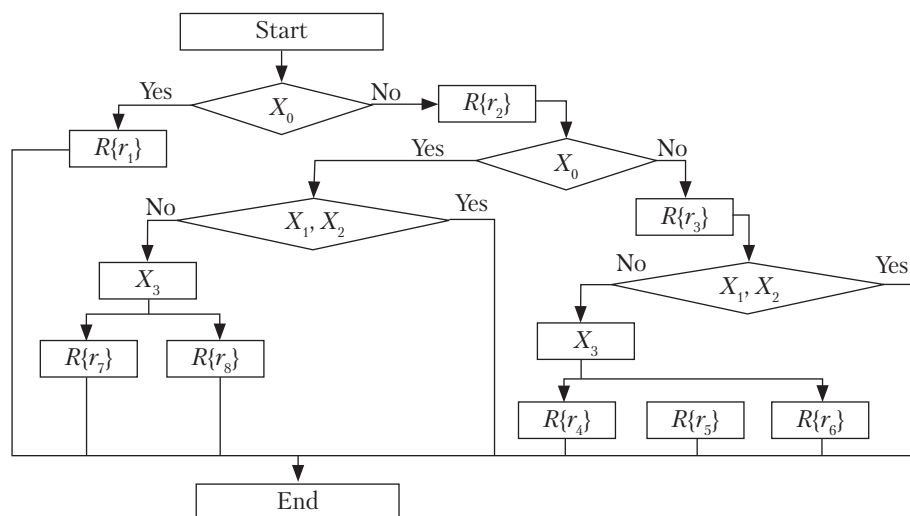 Start
Yes
X₀
No
R{r₂}
R{r₁}
Yes
X₀
No
No
X₁, X₂
Yes
R{r₃}
X₃
No
X₁, X₂
Yes
R{r₇}
R{r₈}
X₃
R{r₄}
R{r₅}
R{r₆}
End